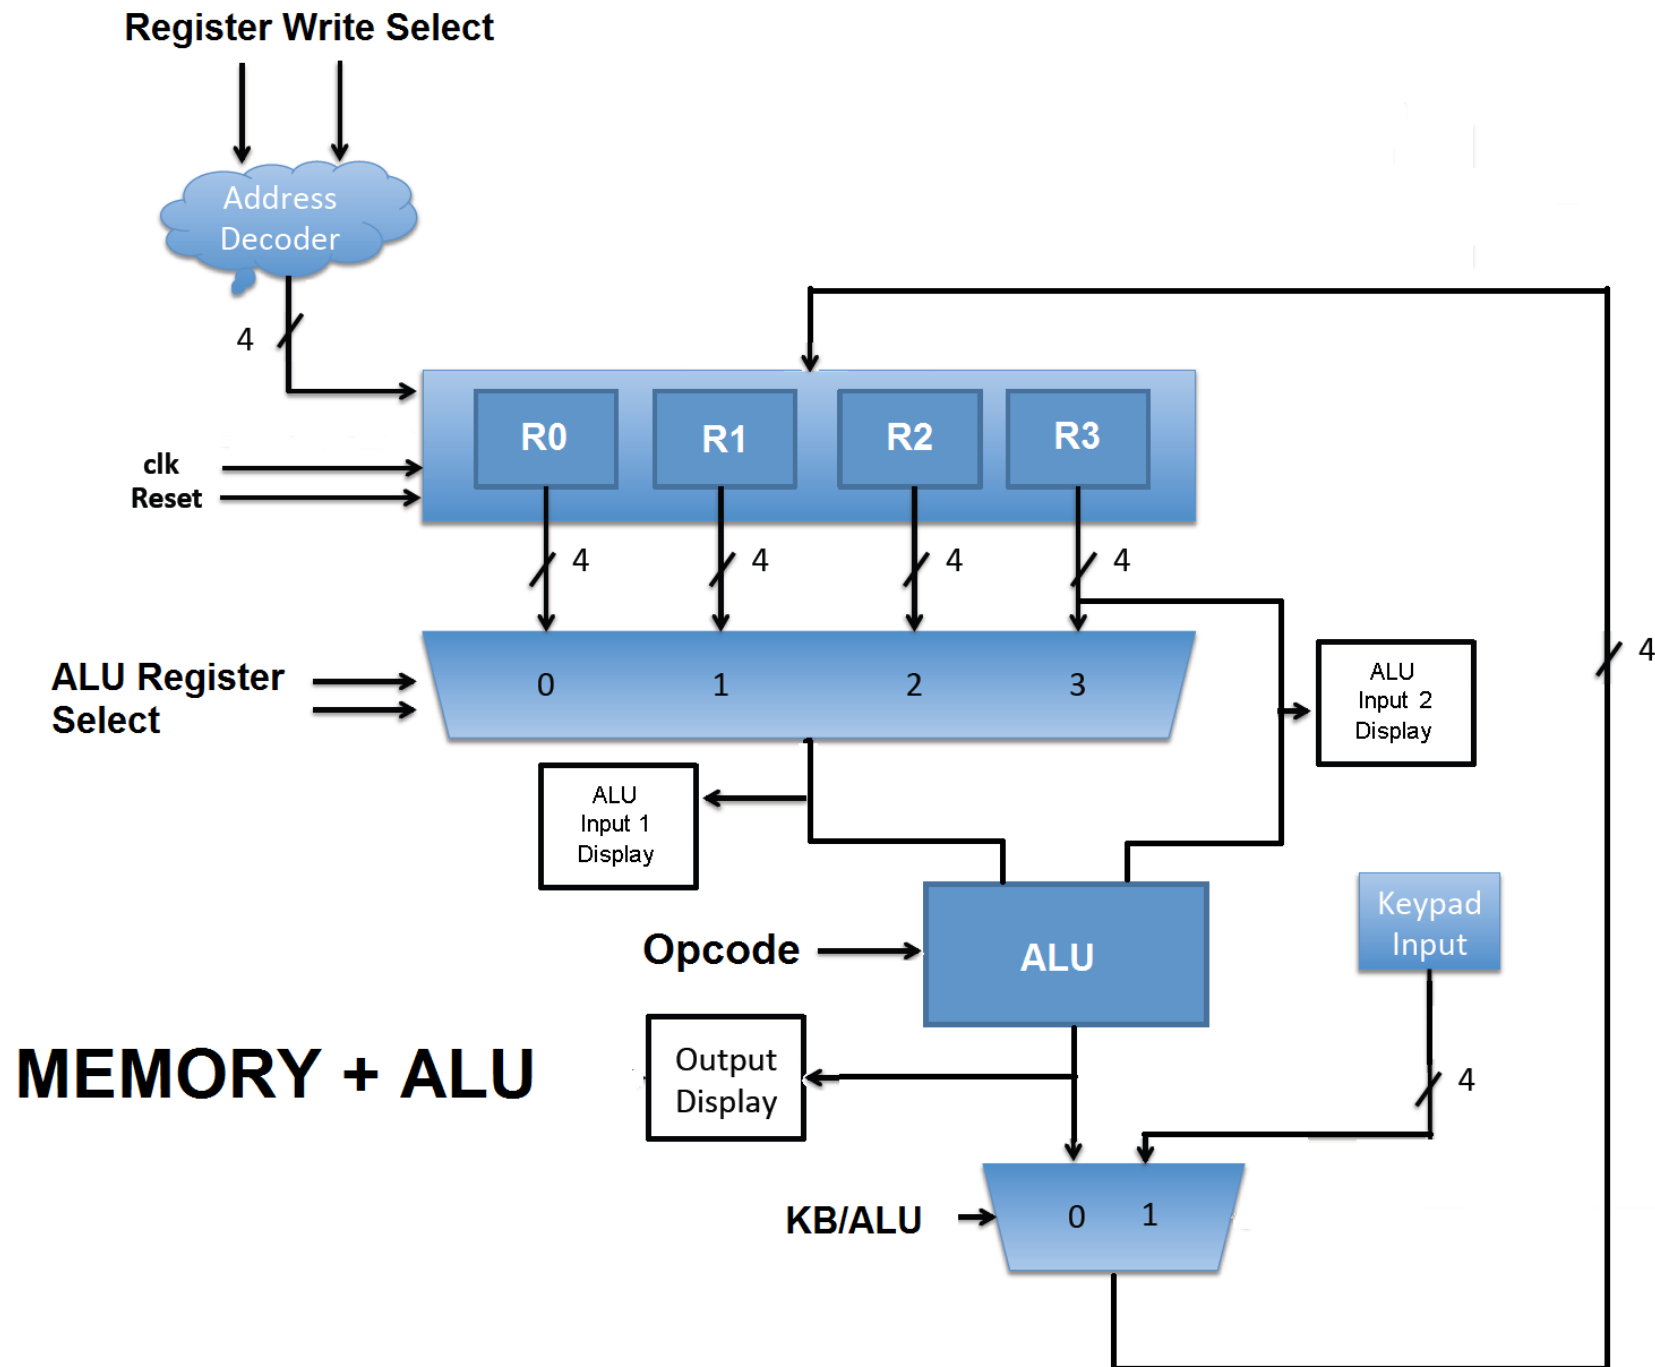 Register Write Select
Address
Decoder
4
R0
R1
R2
R3
clk
Reset
4
4
4
4
ALU Register
Select
0
1
2
3
ALU
Input 2
Display
4
ALU
Input 1
Display
Keypad
Input
Opcode
ALU
MEMORY + ALU
Output
Display
4
KB/ALU
0
1